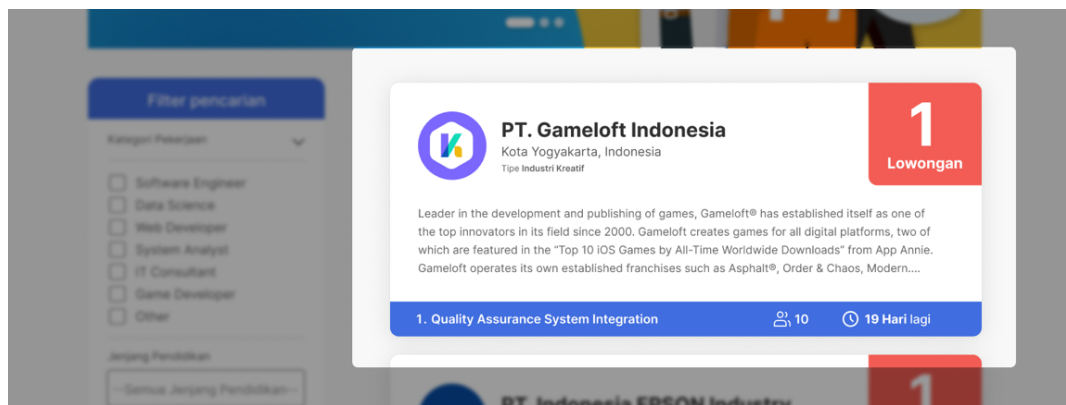 Filter pencarian
Kategori Pekerjaan
Software Engineer
Data Science
Web Developer
System Analyst
IT Consultant
Game Developer
Other
Jenjang Pendidikan
--Semua Jenjang Pendidikan--
PT. Gameloft Indonesia
Kota Yogyakarta, Indonesia
Tipe Industri Kreatif
1
Lowongan
Leader in the development and publishing of games, Gameloft® has established itself as one of
the top innovators in its field since 2000. Gameloft creates games for all digital platforms, two of
which are featured in the “Top 10 iOS Games by All-Time Worldwide Downloads” from App Annie.
Gameloft operates its own established franchises such as Asphalt®, Order & Chaos, Modern....
1. Quality Assurance System Integration
10
19 Hari lagi
PT. Indonesia EPSON Industry
1